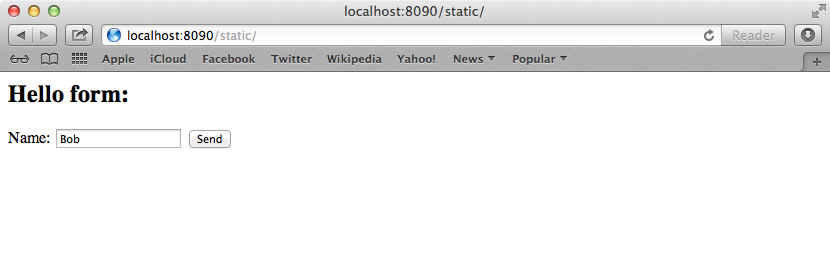 localhost:8090/static/
localhost:8090/static/ Reader
Apple iCloud Facebook Twitter Wikipedia Yahoo! News Popular
Hello form:
Name: Bob Send